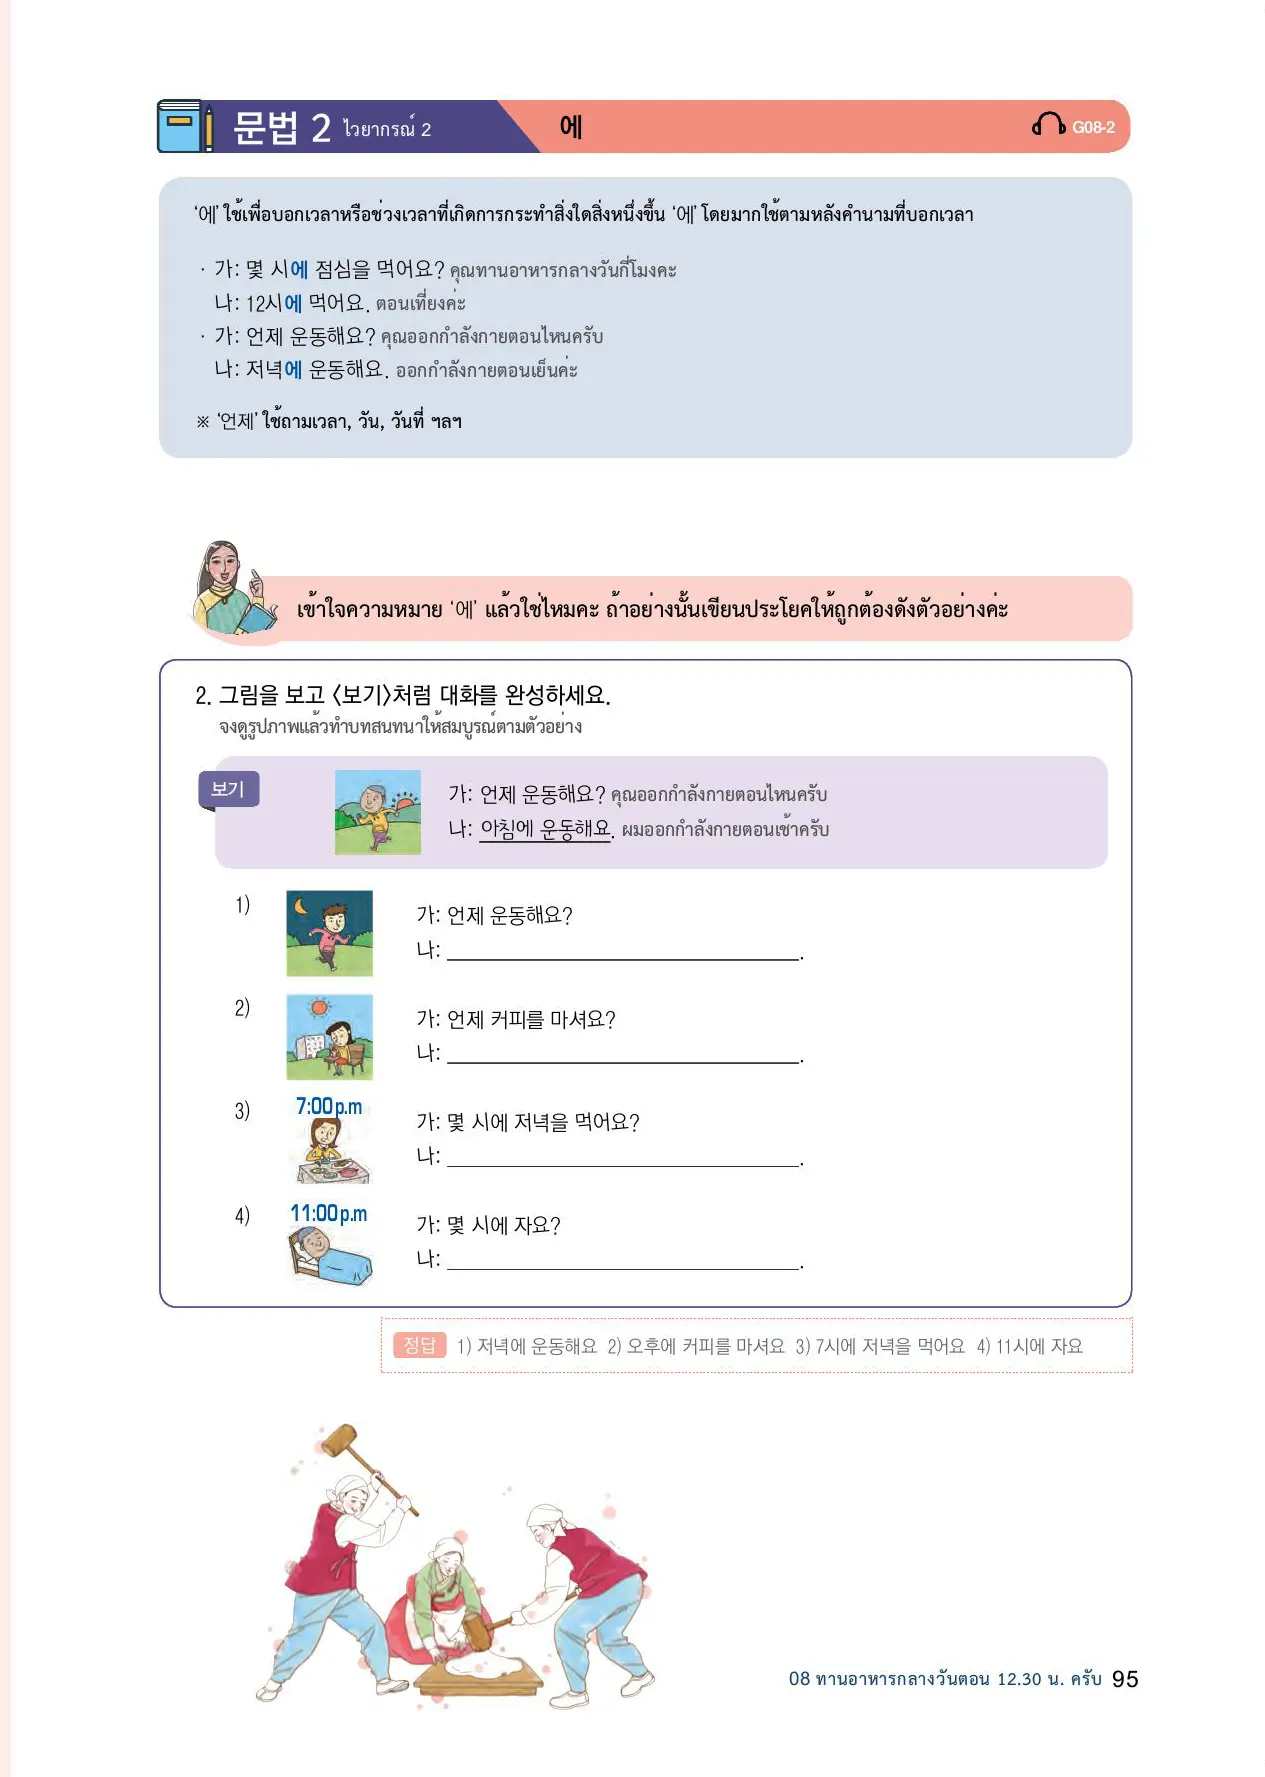 문법 2 ไวยากรณ์ 2 에 G08-2
‘에’ ใช้เพื่อบอกเวลาหรือช่วงเวลาที่เกิดการกระทำสิ่งใดสิ่งหนึ่งขึ้น ‘에’ โดยมากใช้ตามหลังคำนามที่บอกเวลา
· 가: 몇 시에 점심을 먹어요? คุณทานอาหารกลางวันกี่โมงคะ
나: 12시에 먹어요. ตอนเที่ยงค่ะ
· 가: 언제 운동해요? คุณออกกำลังกายตอนไหนครับ
나: 저녁에 운동해요. ออกกำลังกายตอนเย็นค่ะ
※ ‘언제’ ใช้ถามเวลา, วัน, วันที่ ฯลฯ
เข้าใจความหมาย ‘에’ แล้วใช่ไหมคะ ถ้าอย่างนั้นเขียนประโยคให้ถูกต้องดังตัวอย่างค่ะ
2. 그림을 보고 〈보기〉처럼 대화를 완성하세요.
จงดูรูปภาพแล้วทำบทสนทนาให้สมบูรณ์ตามตัวอย่าง
보기
가: 언제 운동해요? คุณออกกำลังกายตอนไหนครับ
나: 아침에 운동해요. ผมออกกำลังกายตอนเช้าครับ
1)
가: 언제 운동해요?
나: ____________.
2)
가: 언제 커피를 마셔요?
나: ____________.
3) 7:00p.m
가: 몇 시에 저녁을 먹어요?
나: ____________.
4) 11:00p.m
가: 몇 시에 자요?
나: ____________.
정답 1) 저녁에 운동해요 2) 오후에 커피를 마셔요 3) 7시에 저녁을 먹어요 4) 11시에 자요
08 ทานอาหารกลางวันตอน 12.30 น. ครับ 95